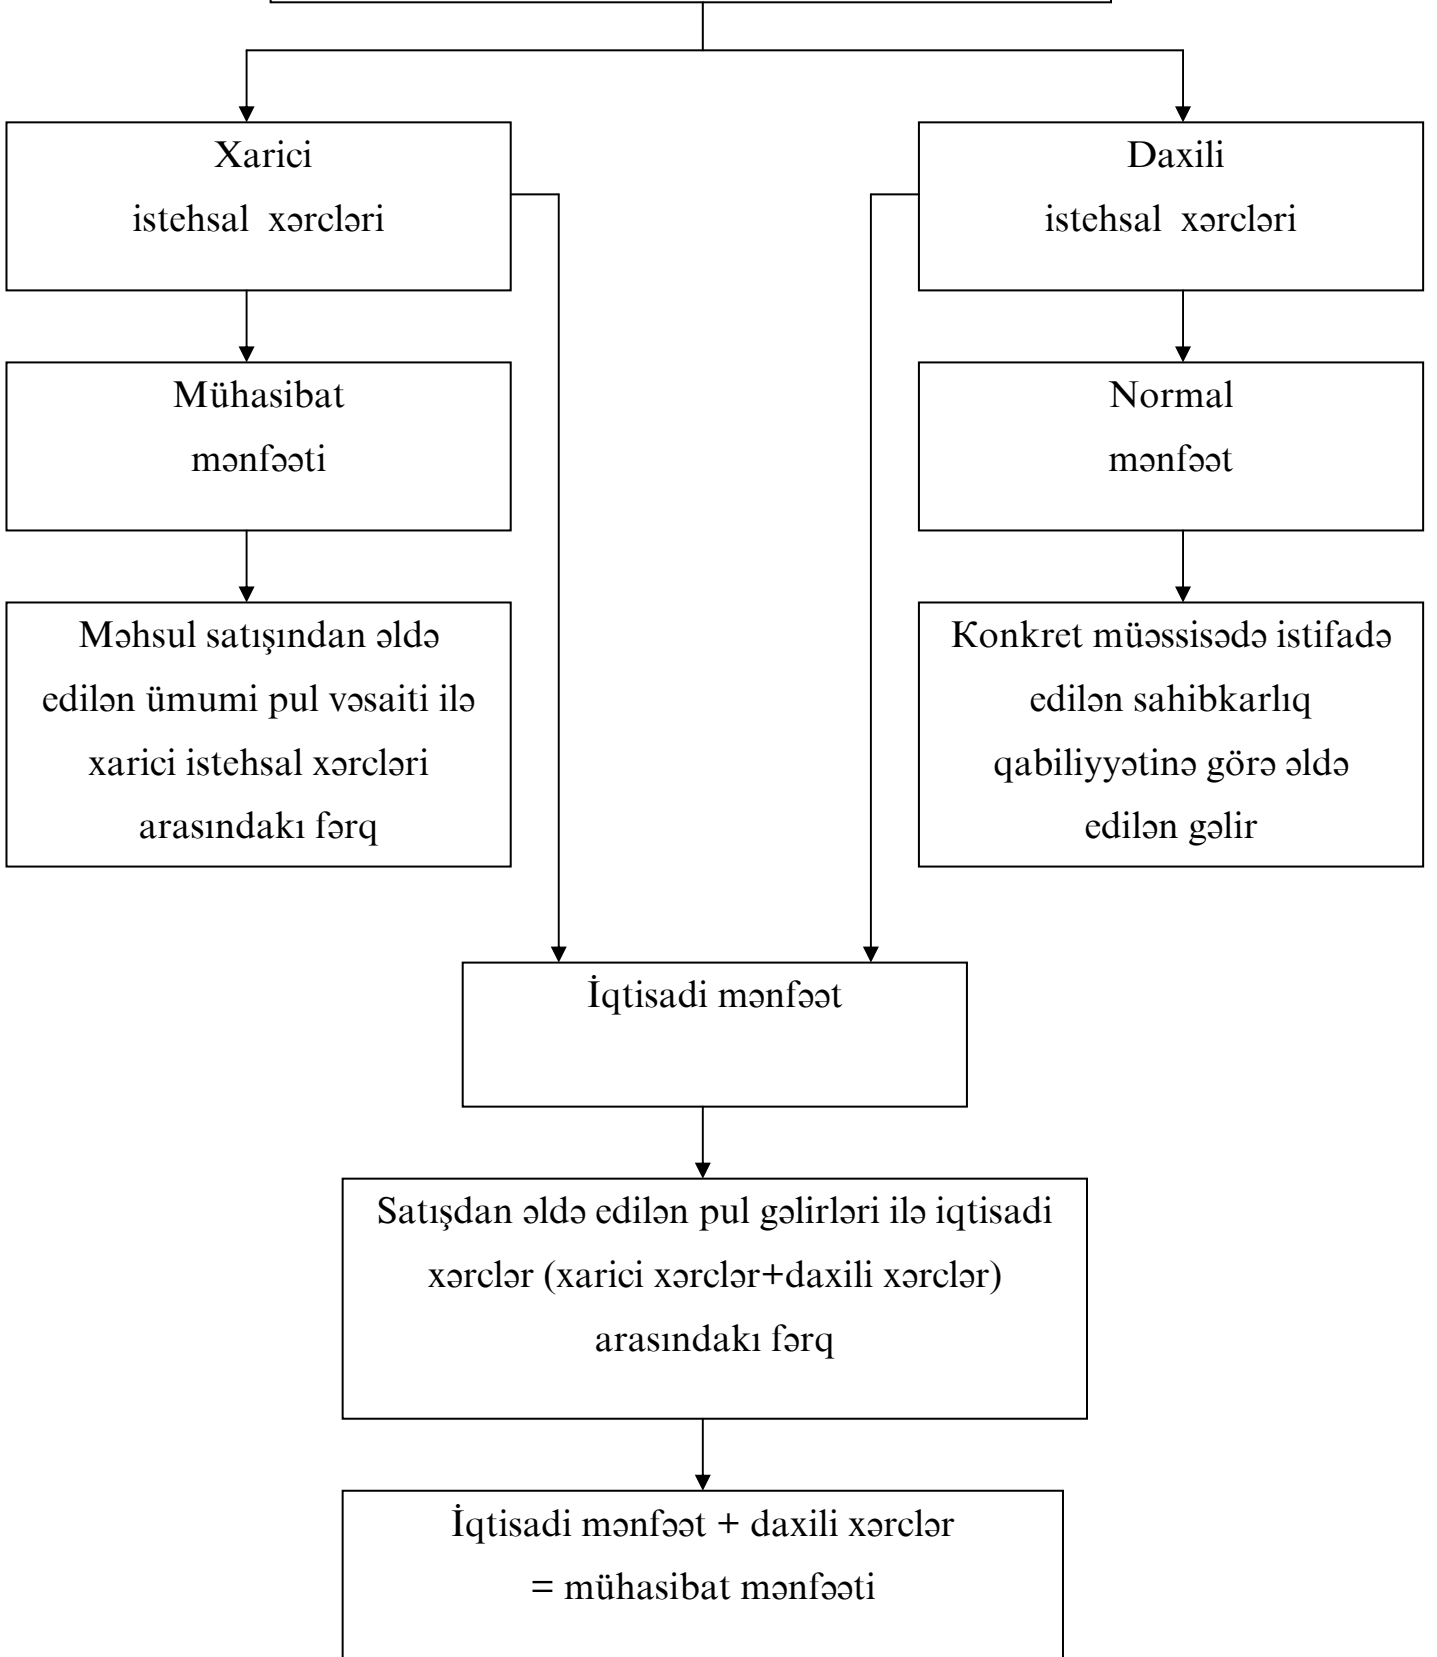 Xarici
istehsal xərcləri
Daxili
istehsal xərcləri
Mühasibat
mənfəəti
Normal
mənfəət
Məhsul satışından əldə
edilən ümumi pul vəsaiti ilə
xarici istehsal xərcləri
arasındakı fərq
Konkret müəssisədə istifadə
edilən sahibkarlıq
qabiliyyətinə görə əldə
edilən gəlir
İqtisadi mənfəət
Satışdan əldə edilən pul gəlirləri ilə iqtisadi
xərclər (xarici xərclər+daxili xərclər)
arasındakı fərq
İqtisadi mənfəət + daxili xərclər
= mühasibat mənfəəti